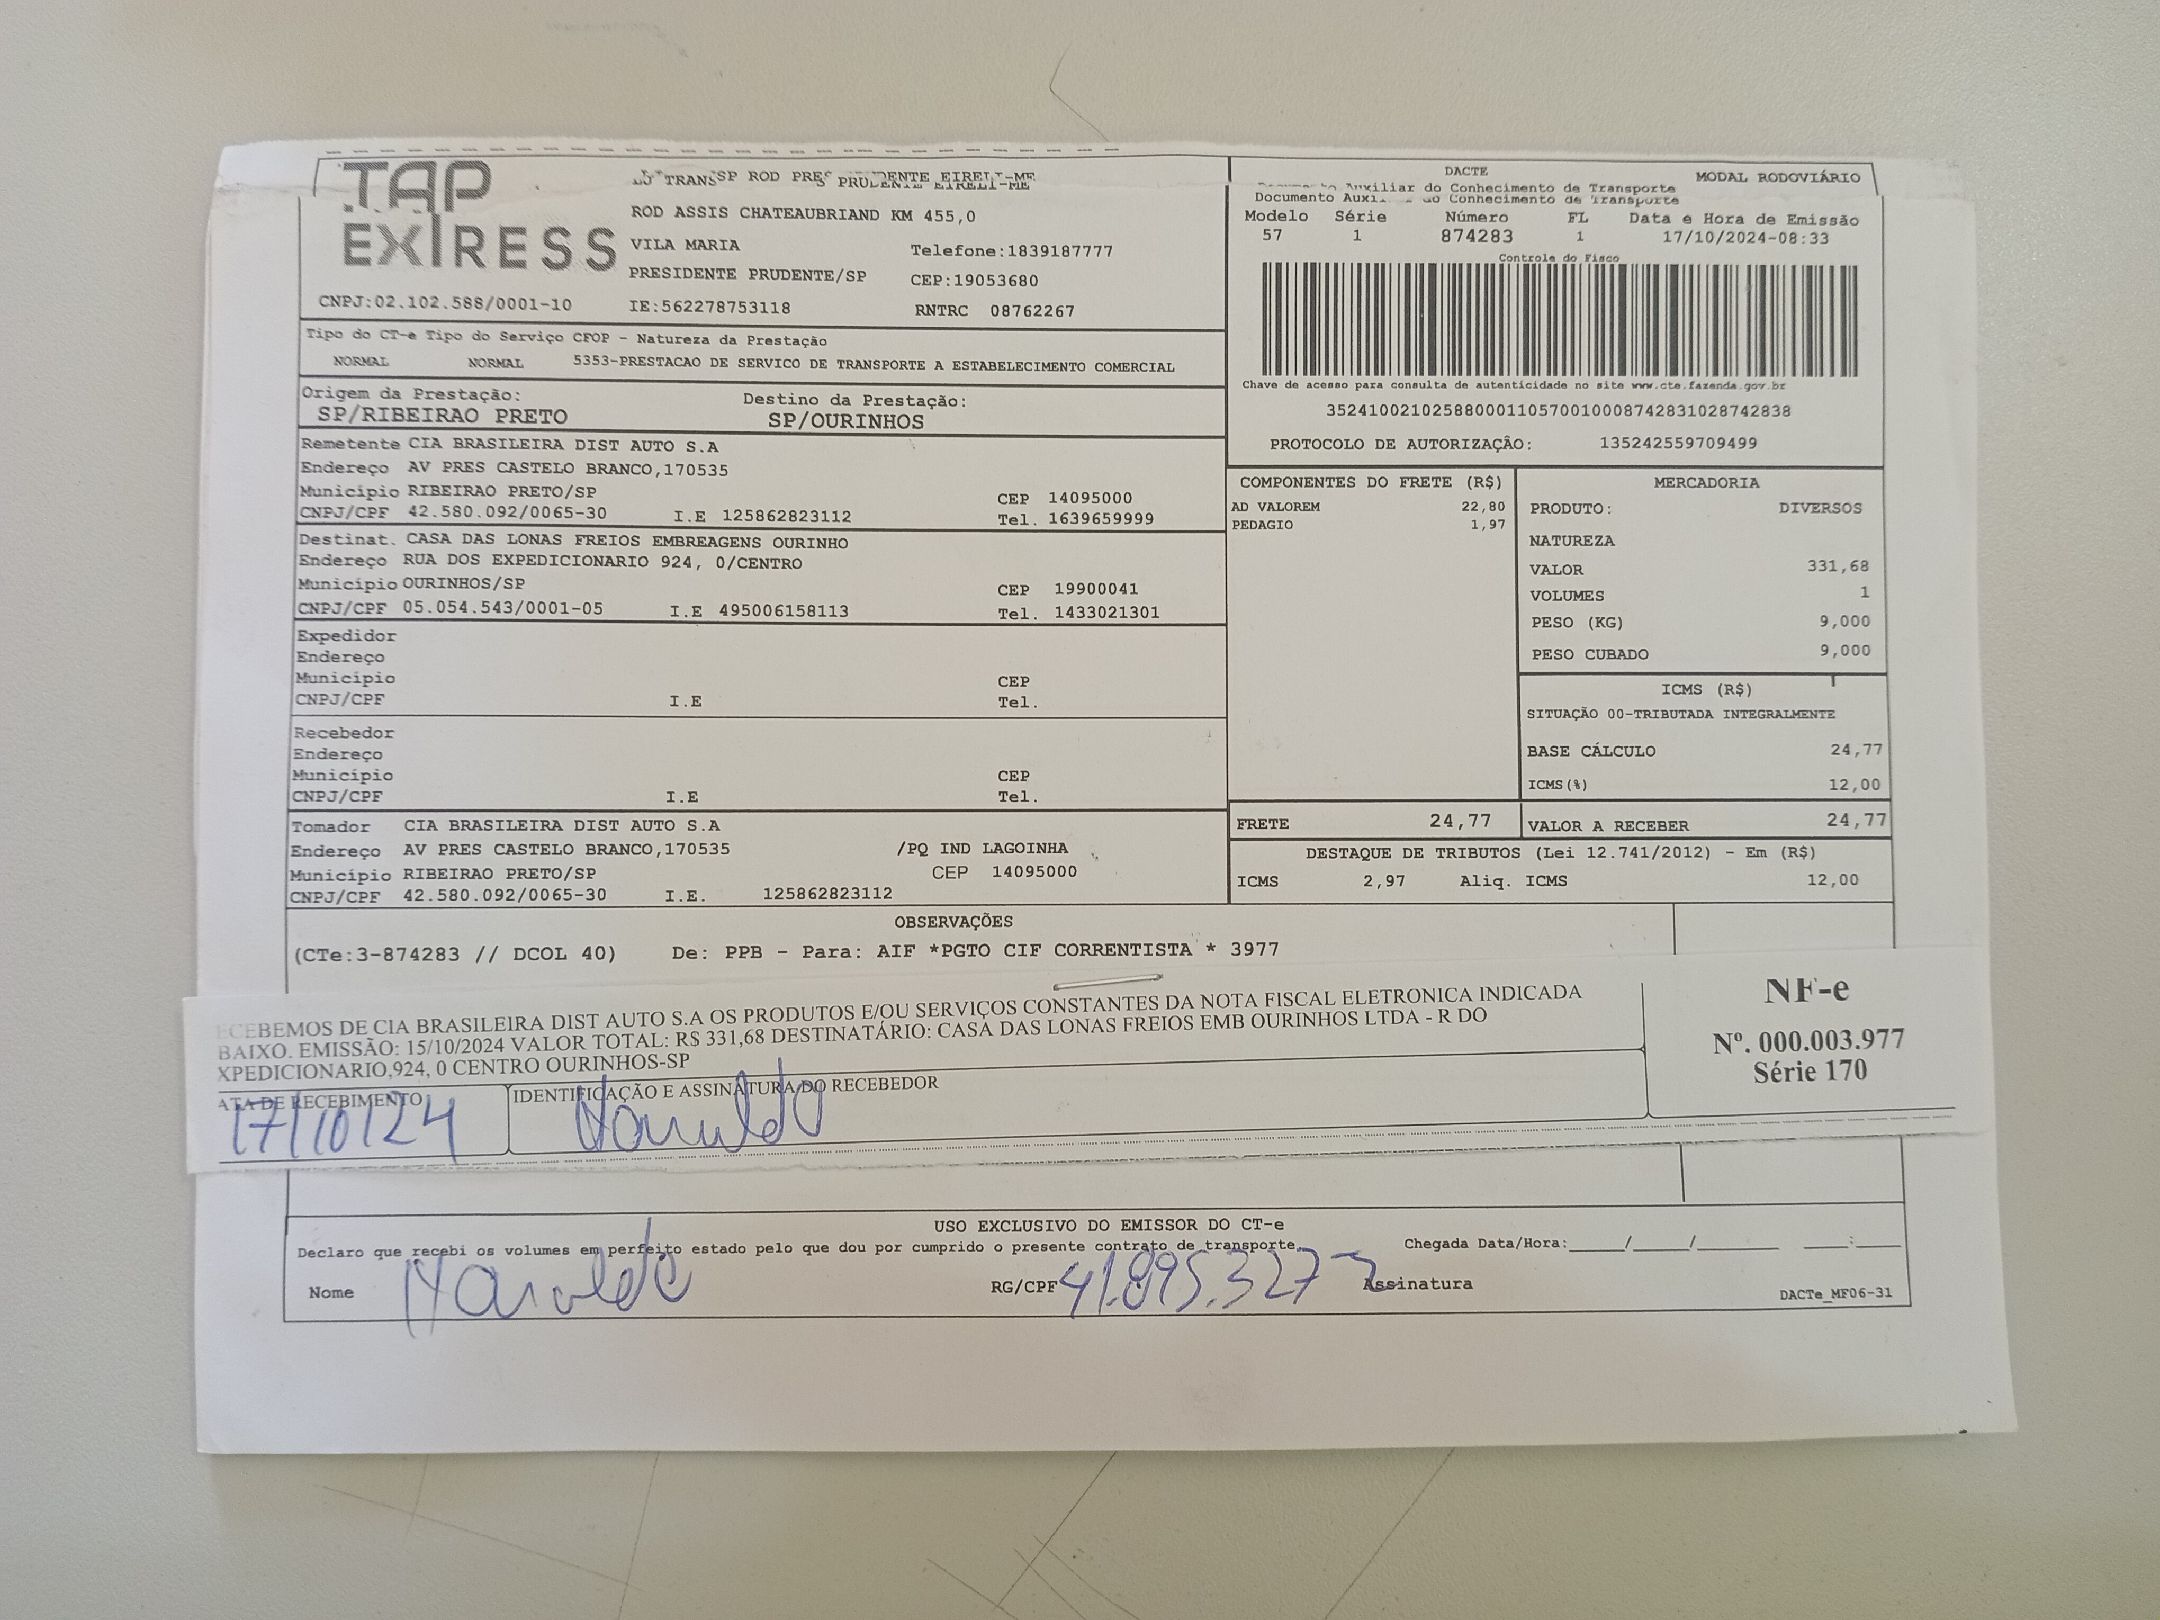 TAP
EXPRESS
TRANSP ROD PRES PRUDENTE EIRELI-ME
ROD ASSIS CHATEAUBRIAND KM 455,0
VILA MARIA
Telefone:1839187777
PRESIDENTE PRUDENTE/SP
CEP:19053680
CNPJ:02.102.588/0001-10
IE:562278753118
RNTRC 08762267
DACTE
MODAL RODOVIÁRIO
Documento Auxiliar do Conhecimento de Transporte
Modelo Série Número FL Data e Hora de Emissão
57 1 874283 1 17/10/2024-08:33
Controle do Fisco
Chave de acesso para consulta de autenticidade no site www.cte.fazenda.gov.br
35241002102588000110570010008742831028742838
PROTOCOLO DE AUTORIZAÇÃO: 135242559709499
Tipo do CT-e Tipo do Serviço CFOP - Natureza da Prestação
NORMAL NORMAL 5353-PRESTACAO DE SERVICO DE TRANSPORTE A ESTABELECIMENTO COMERCIAL
Origem da Prestação: Destino da Prestação:
SP/RIBEIRAO PRETO SP/OURINHOS
Remetente CIA BRASILEIRA DIST AUTO S.A
Endereço AV PRES CASTELO BRANCO,170535
Município RIBEIRAO PRETO/SP CEP 14095000
CNPJ/CPF 42.580.092/0065-30 I.E 125862823112 Tel. 1639659999
Destinat. CASA DAS LONAS FREIOS EMBREAGENS OURINHO
Endereço RUA DOS EXPEDICIONARIO 924, 0/CENTRO
Município OURINHOS/SP CEP 19900041
CNPJ/CPF 05.054.543/0001-05 I.E 495006158113 Tel. 1433021301
Expedidor
Endereço
Município CEP
CNPJ/CPF I.E Tel.
Recebedor
Endereço
Município CEP
CNPJ/CPF I.E Tel.
Tomador CIA BRASILEIRA DIST AUTO S.A
Endereço AV PRES CASTELO BRANCO,170535 /PQ IND LAGOINHA
Município RIBEIRAO PRETO/SP CEP 14095000
CNPJ/CPF 42.580.092/0065-30 I.E. 125862823112
COMPONENTES DO FRETE (R$)
AD VALOREM 22,80
PEDAGIO 1,97
MERCADORIA
PRODUTO: DIVERSOS
NATUREZA
VALOR 331,68
VOLUMES 1
PESO (KG) 9,000
PESO CUBADO 9,000
ICMS (R$)
SITUAÇÃO 00-TRIBUTADA INTEGRALMENTE
BASE CÁLCULO 24,77
ICMS(%) 12,00
FRETE 24,77 VALOR A RECEBER 24,77
DESTAQUE DE TRIBUTOS (Lei 12.741/2012) - Em (R$)
ICMS 2,97 Aliq. ICMS 12,00
OBSERVAÇÕES
(CTe:3-874283 // DCOL 40) De: PPB - Para: AIF *PGTO CIF CORRENTISTA * 3977
ECEBEMOS DE CIA BRASILEIRA DIST AUTO S.A OS PRODUTOS E/OU SERVIÇOS CONSTANTES DA NOTA FISCAL ELETRONICA INDICADA
BAIXO. EMISSÃO: 15/10/2024 VALOR TOTAL: R$ 331,68 DESTINATÁRIO: CASA DAS LONAS FREIOS EMB OURINHOS LTDA - R DO
XPEDICIONARIO,924, 0 CENTRO OURINHOS-SP
ATA DE RECEBIMENTO IDENTIFICAÇÃO E ASSINATURA DO RECEBEDOR
17/10/24 Haroldo
NF-e
Nº. 000.003.977
Série 170
USO EXCLUSIVO DO EMISSOR DO CT-e
Declaro que recebi os volumes em perfeito estado pelo que dou por cumprido o presente contrato de transporte. Chegada Data/Hora:____/____/____ ____:____
Nome Haroldo RG/CPF 41.895.327-7 Assinatura
DACTe_MF06-31